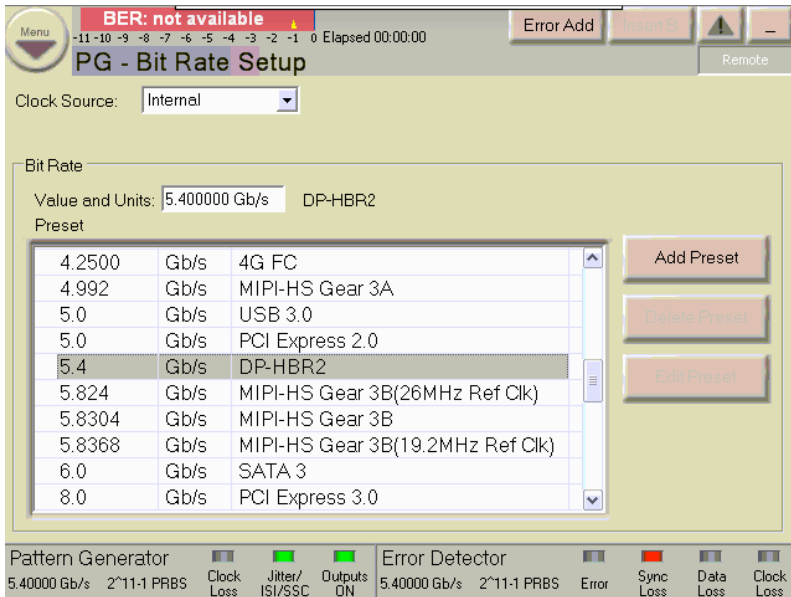 BER: not available
Menu
-11 -10 -9 -8 -7 -6 -5 -4 -3 -2 -1 0 Elapsed 00:00:00
Error Add
Insert B
PG - Bit Rate Setup
Remote
Clock Source: Internal
Bit Rate
Value and Units: 5.400000 Gb/s DP-HBR2
Preset
4.2500 Gb/s 4G FC
4.992 Gb/s MIPI-HS Gear 3A
5.0 Gb/s USB 3.0
5.0 Gb/s PCI Express 2.0
5.4 Gb/s DP-HBR2
5.824 Gb/s MIPI-HS Gear 3B(26MHz Ref Clk)
5.8304 Gb/s MIPI-HS Gear 3B
5.8368 Gb/s MIPI-HS Gear 3B(19.2MHz Ref Clk)
6.0 Gb/s SATA 3
8.0 Gb/s PCI Express 3.0
Add Preset
Delete Preset
Edit Preset
Pattern Generator
5.40000 Gb/s 2^11-1 PRBS
Clock
Loss
Jitter/
ISI/SSC
Outputs
ON
Error Detector
5.40000 Gb/s 2^11-1 PRBS
Error
Sync
Loss
Data
Loss
Clock
Loss